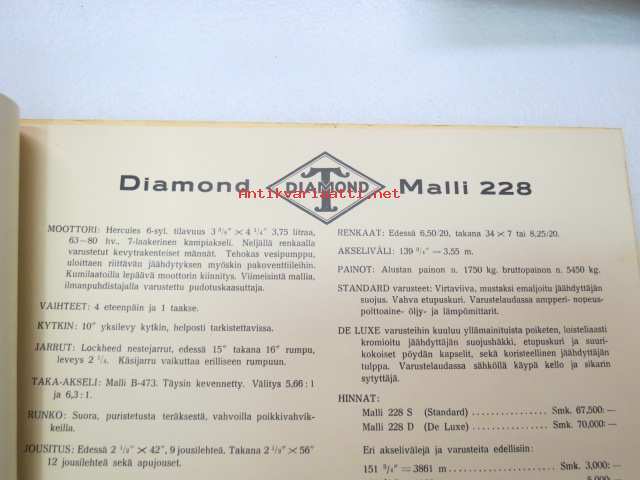 Diamond T DIAMOND Malli 228
Antikvariaatti.net
MOOTTORI: Hercules 6-syl. tilavuus 3 3/8″ × 4 1/4″ 3,75 litraa,
63—80 hv., 7-laakerinen kampiakseli. Neljällä renkaalla
varustetut kevytrakenteiset männät. Tehokas vesipumppu,
uloittaen riittävän jäähdytyksen myöskin pakoventtiileihin.
Kumilaatoilla lepäävä moottorin kiinnitys. Viimeisintä mallia,
ilmanpuhdistajalla varustettu pudotuskaasuttaja.
VAIHTEET: 4 eteenpäin ja 1 taakse.
KYTKIN: 10″ yksilevy kytkin, helposti tarkistettavissa.
JARRUT: Lockheed nestejarrut, edessä 15″ takana 16″ rumpu,
leveys 2 1/4. Käsijarru vaikuttaa erilliseen rumpuun.
TAKA-AKSELI: Malli B-473. Täysin kevennetty. Välitys 5,66 : 1
ja 6,3 : 1.
RUNKO: Suora, puristetusta teräksestä, vahvoilla poikkivahvik-
keilla.
JOUSITUS: Edessä 2 1/2″ × 42″, 9 jousilehteä. Takana 2 1/2″ × 56″
12 jousilehteä sekä apujouset.
RENKAAT: Edessä 6,50/20, takana 34 × 7 tai 8,25/20.
AKSELIVÄLI: 139 3/4″ = 3,55 m.
PAINOT: Alustan painon n. 1750 kg. bruttopainon n. 5450 kg.
STANDARD varusteet: Virtaviiva, mustaksi emaljoitu jäähdyttäjän
suojus. Vahva etupuskuri. Varustelaudassa ampperi- nopeus-
polttoaine- öljy- ja lämpömittarit.
DE LUXE varusteihin kuuluu yllämainituista poiketen, loisteliaasti
kromioitu jäähdyttäjän suojushäkki, etupuskuri ja suuri-
kokoiset pöydän kapselit, sekä koristeellinen jäähdyttäjän
tulppa. Varustelaudassa sähköllä käypä kello ja sikarin
sytyttäjä.
HINNAT:
Malli 228 S (Standard) . . . . . . . . . . . . . . . Smk. 67,500: —
Malli 228 D (De Luxe) . . . . . . . . . . . . . . . Smk. 70,000: —
Eri akselivälejä ja varusteita edellisiin:
151 3/4″ = 3861 m . . . . . . . . . . . . . . . . . . . . Smk. 3,000: —